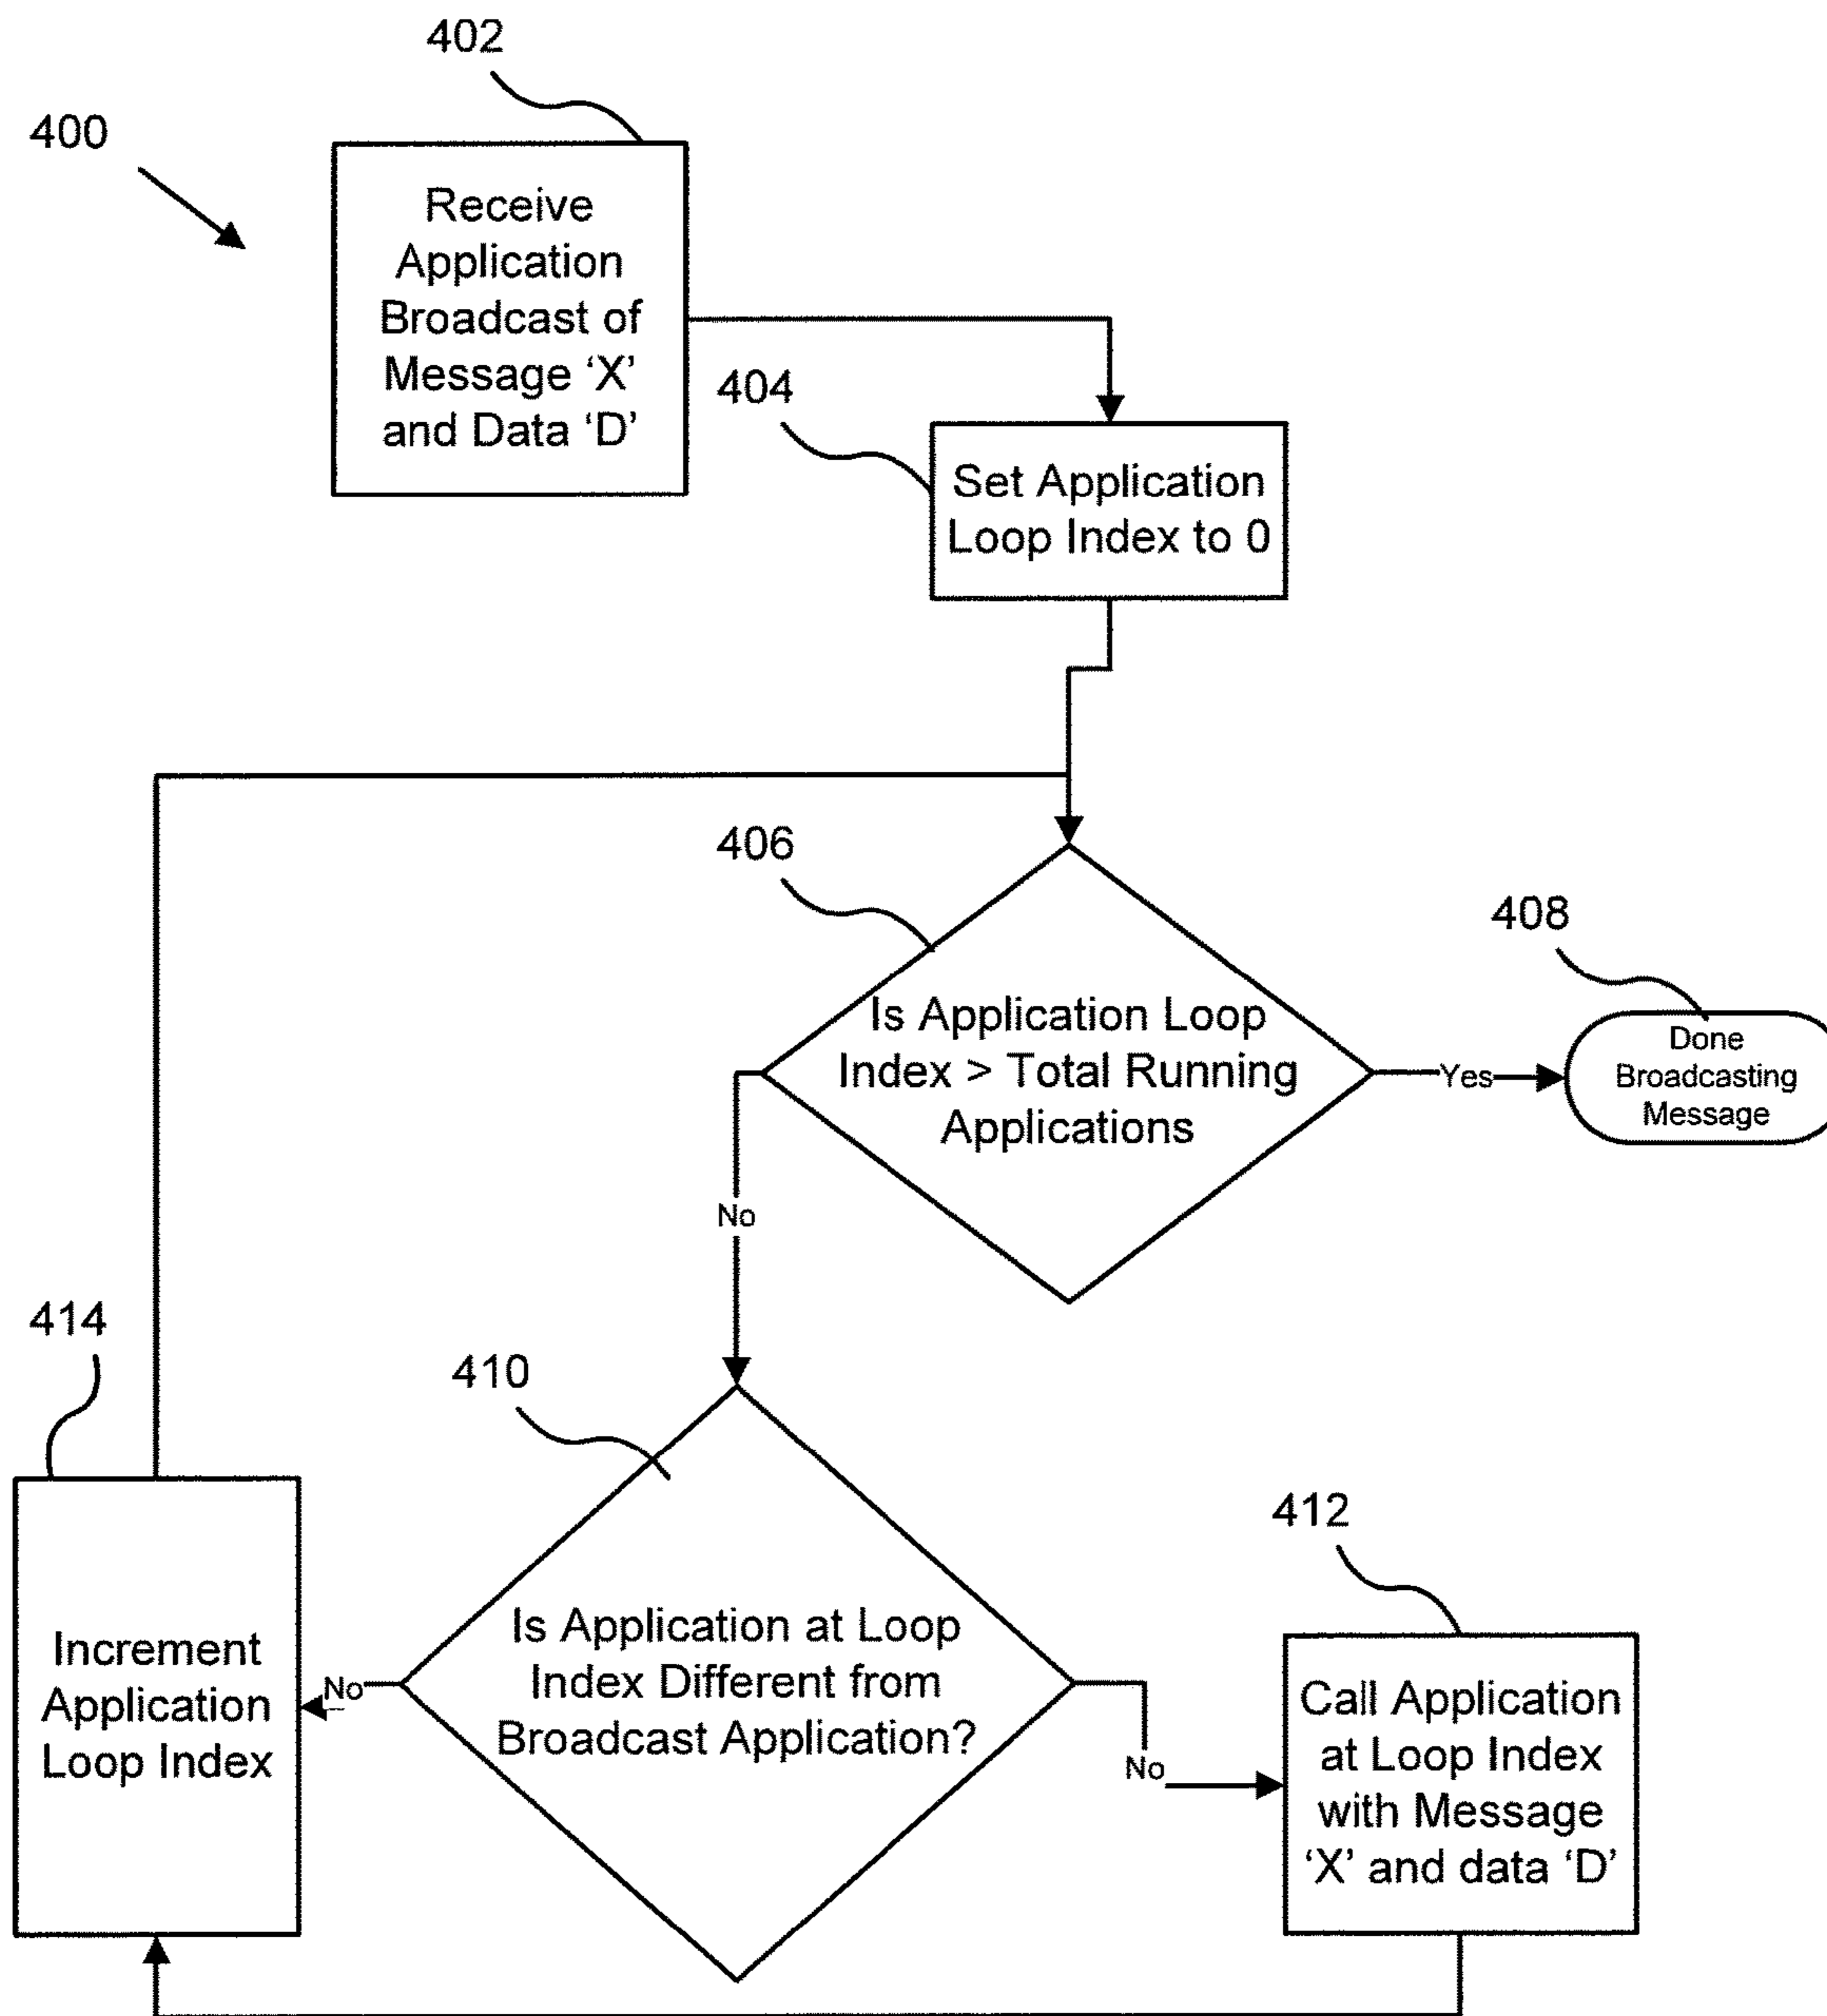 402
400
Receive
Application
Broadcast of
Message ‘X’
and Data ‘D’
404
Set Application
Loop Index to 0
406
408
Is Application Loop
Index > Total Running
Applications
Yes
Done
Broadcasting
Message
No
414
410
412
Increment
Application
Loop Index
No
Is Application at Loop
Index Different from
Broadcast Application?
No
Call Application
at Loop Index
with Message
‘X’ and data ‘D’